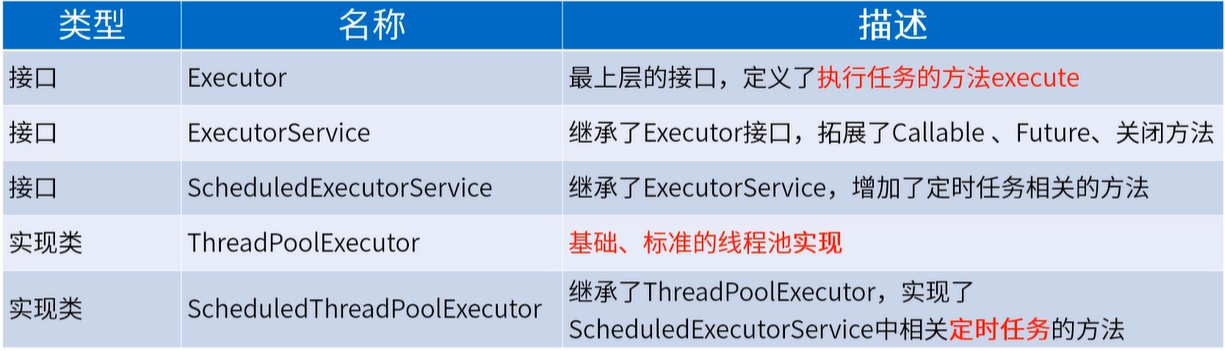 类型 名称 描述
接口 Executor 最上层的接口，定义了执行任务的方法execute
接口 ExecutorService 继承了Executor接口，拓展了Callable 、Future、关闭方法
接口 ScheduledExecutorService 继承了ExecutorService，增加了定时任务相关的方法
实现类 ThreadPoolExecutor 基础、标准的线程池实现
实现类 ScheduledThreadPoolExecutor 继承了ThreadPoolExecutor，实现了
ScheduledExecutorService中相关定时任务的方法